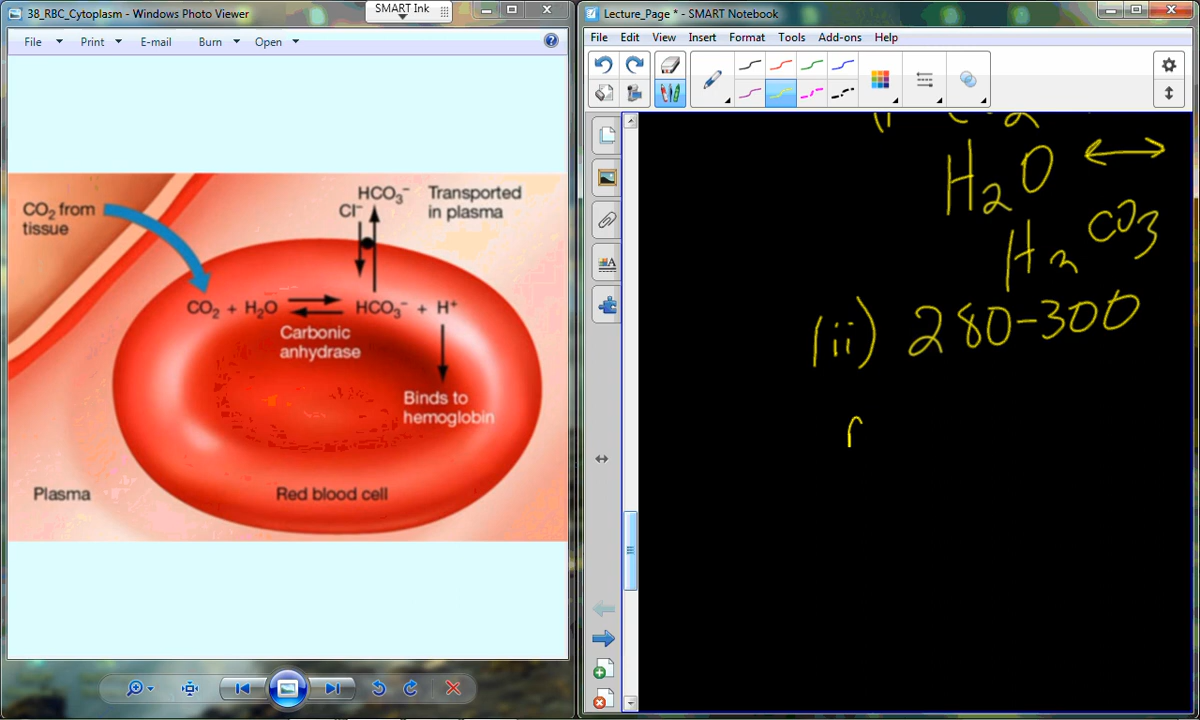 38_RBC_Cytoplasm - Windows Photo Viewer
SMART Ink
File Print E-mail Burn Open
CO2 from
tissue
HCO3-
Cl-
Transported
in plasma
CO2 + H2O HCO3- + H+
Carbonic
anhydrase
Binds to
hemoglobin
Plasma
Red blood cell
Lecture_Page * - SMART Notebook
File Edit View Insert Format Tools Add-ons Help
H2O ↔
H2CO3
(ii) 280-300